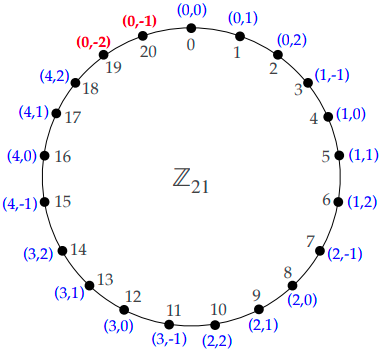 (0,0)
(0,-1) (0,1)
(0,-2) 20 0 1 (0,2)
19 2
(4,2) 18 3 (1,-1)
(4,1) 17 4 (1,0)
(4,0) 16 5 (1,1)
ℤ21
(4,-1) 15 6 (1,2)
(3,2) 14 7 (2,-1)
(3,1) 13 8 (2,0)
12 11 10 9
(3,0) (3,-1) (2,2) (2,1)